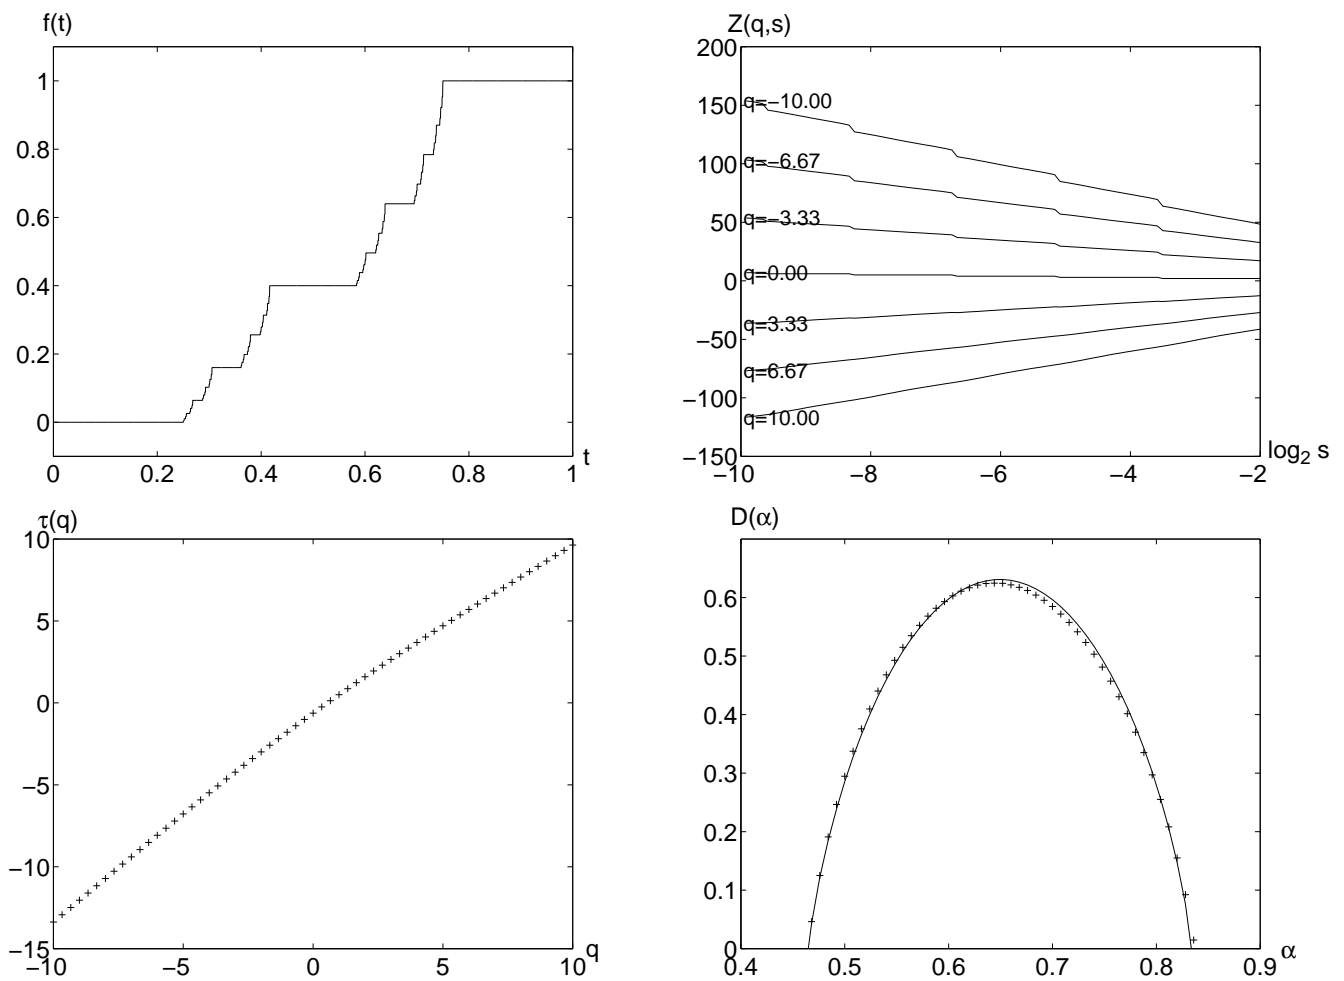 f(t)
1
0.8
0.6
0.4
0.2
0
0 0.2 0.4 0.6 0.8 1
t
Z(q,s)
200
150
100
50
0
−50
−100
−150
q=−10.00
q=−6.67
q=−3.33
q=0.00
q=3.33
q=6.67
q=10.00
−10 −8 −6 −4 −2
log2 s
τ(q)
10
5
0
−5
−10
−15
−10 −5 0 5 10
q
D(α)
0.6
0.5
0.4
0.3
0.2
0.1
0
0.4 0.5 0.6 0.7 0.8 0.9
α